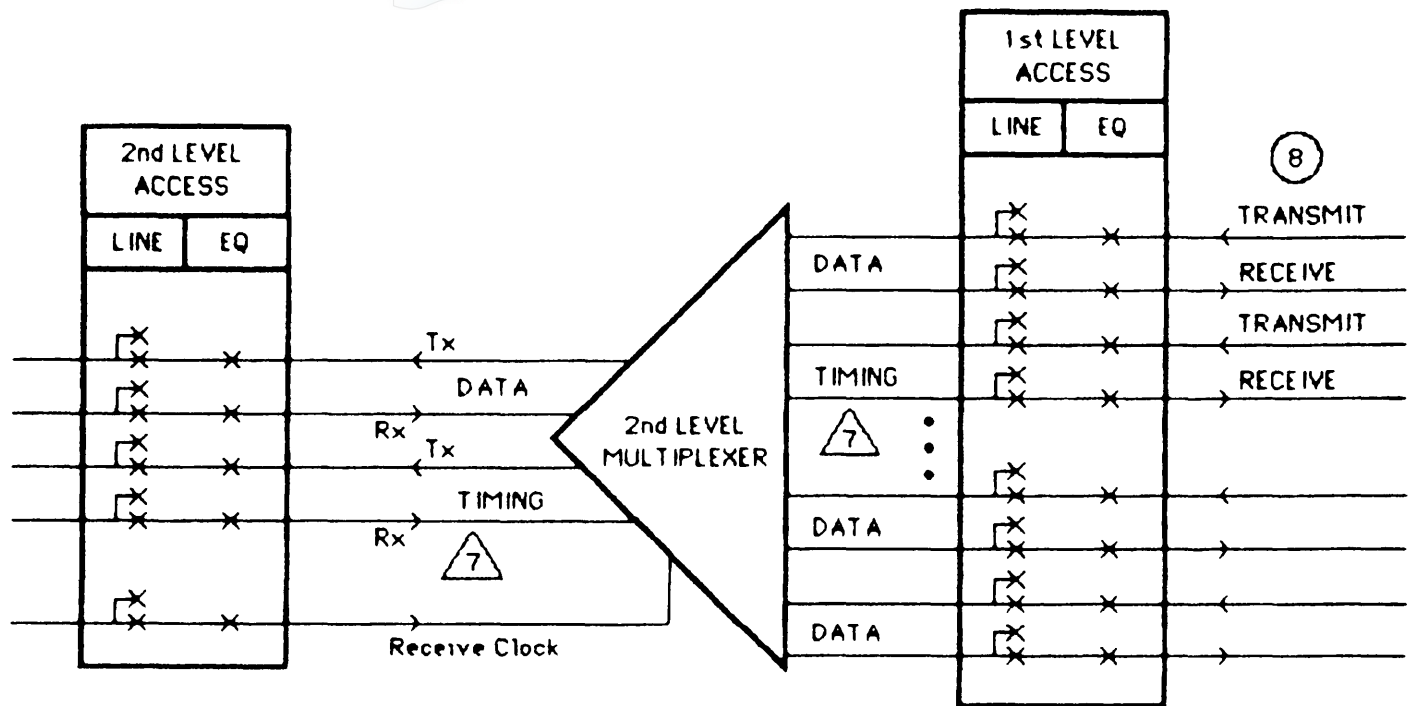 1st LEVEL
ACCESS
LINE EQ
8
2nd LEVEL
ACCESS
LINE EQ
TRANSMIT
DATA
RECEIVE
TRANSMIT
TIMING
RECEIVE
7
Tx
DATA
Rx
Tx
TIMING
Rx
7
2nd LEVEL
MULTIPLEXER
DATA
DATA
Receive Clock